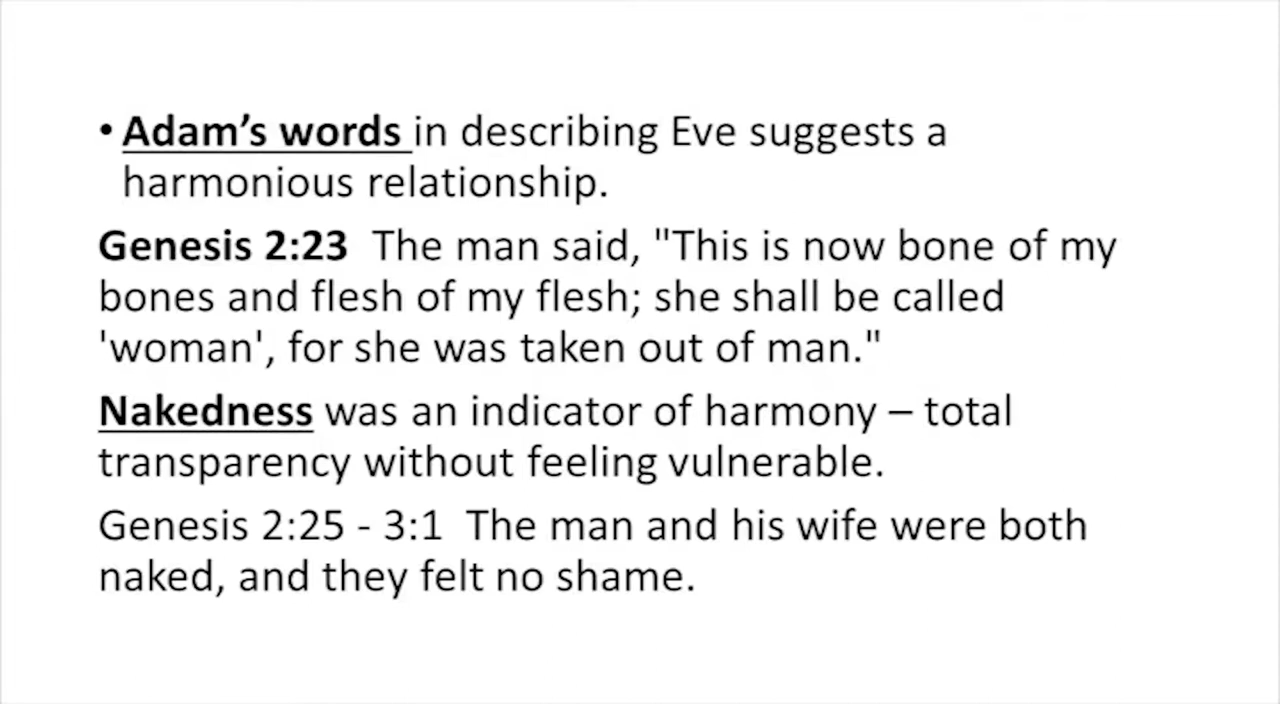 • Adam’s words in describing Eve suggests a
harmonious relationship.
Genesis 2:23  The man said, "This is now bone of my
bones and flesh of my flesh; she shall be called
'woman', for she was taken out of man."
Nakedness was an indicator of harmony – total
transparency without feeling vulnerable.
Genesis 2:25 - 3:1  The man and his wife were both
naked, and they felt no shame.